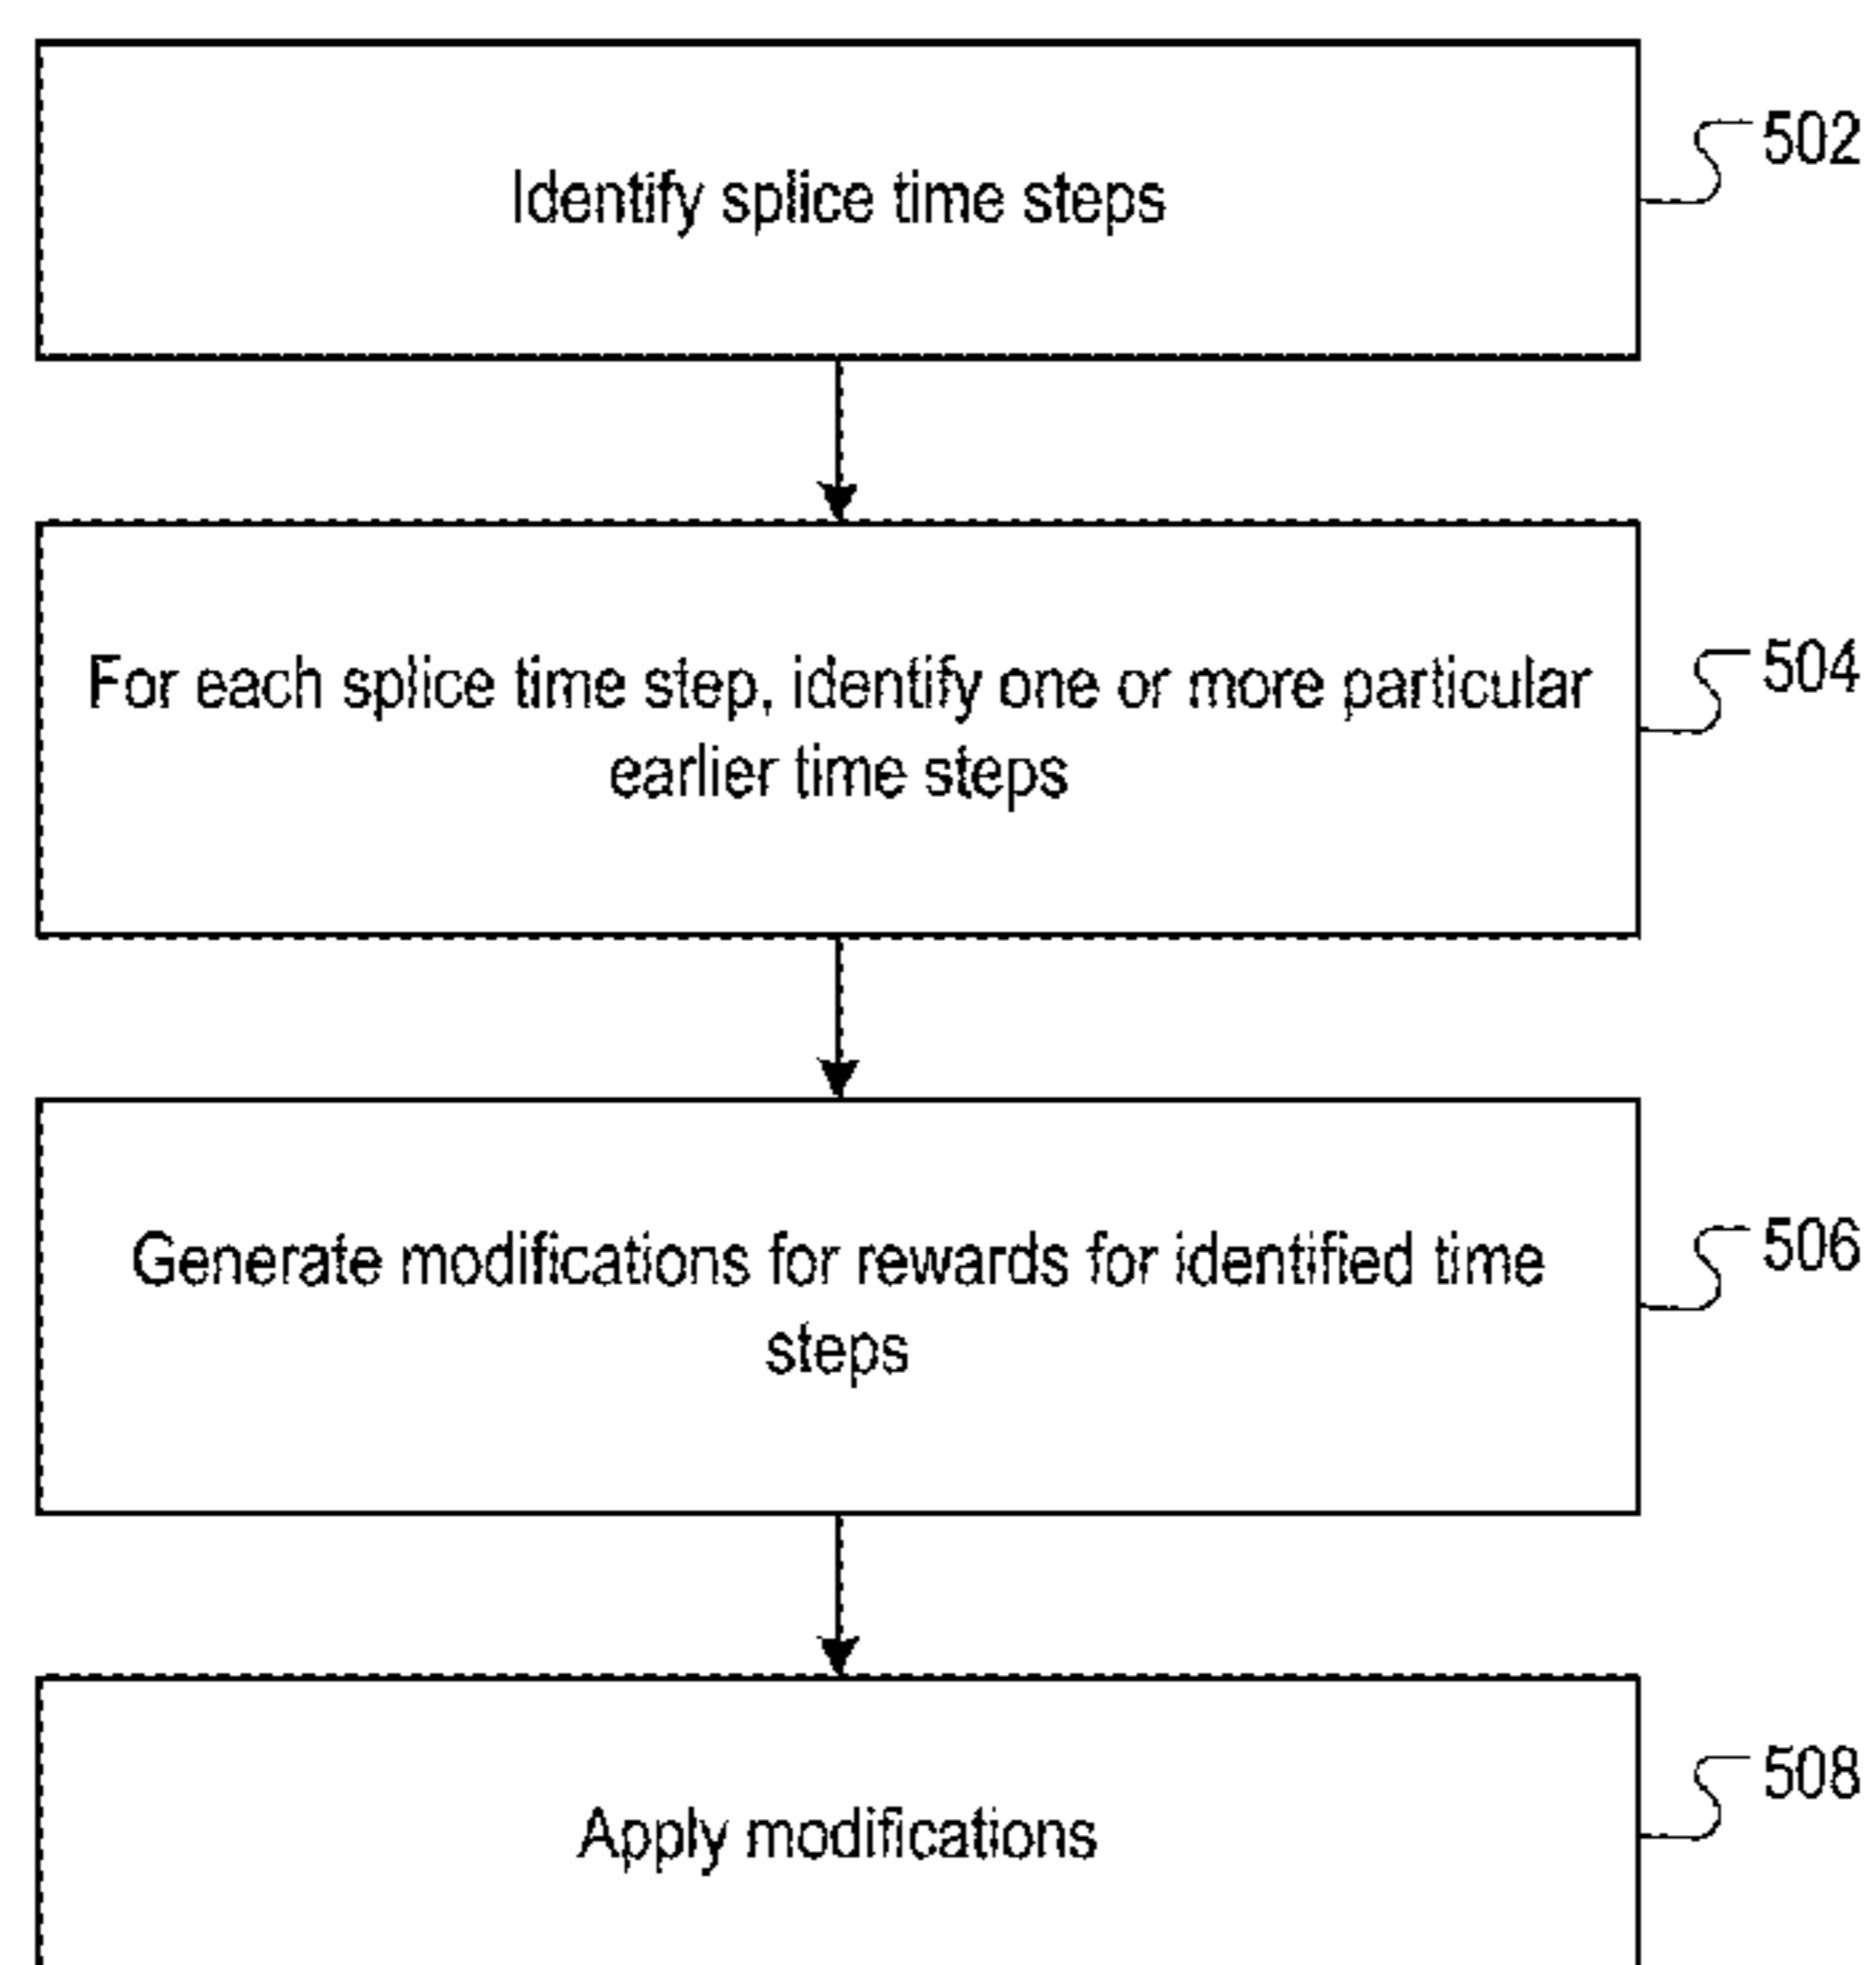 Identify splice time steps
502
For each splice time step, identify one or more particular
earlier time steps
504
Generate modifications for rewards for identified time
steps
506
Apply modifications
508